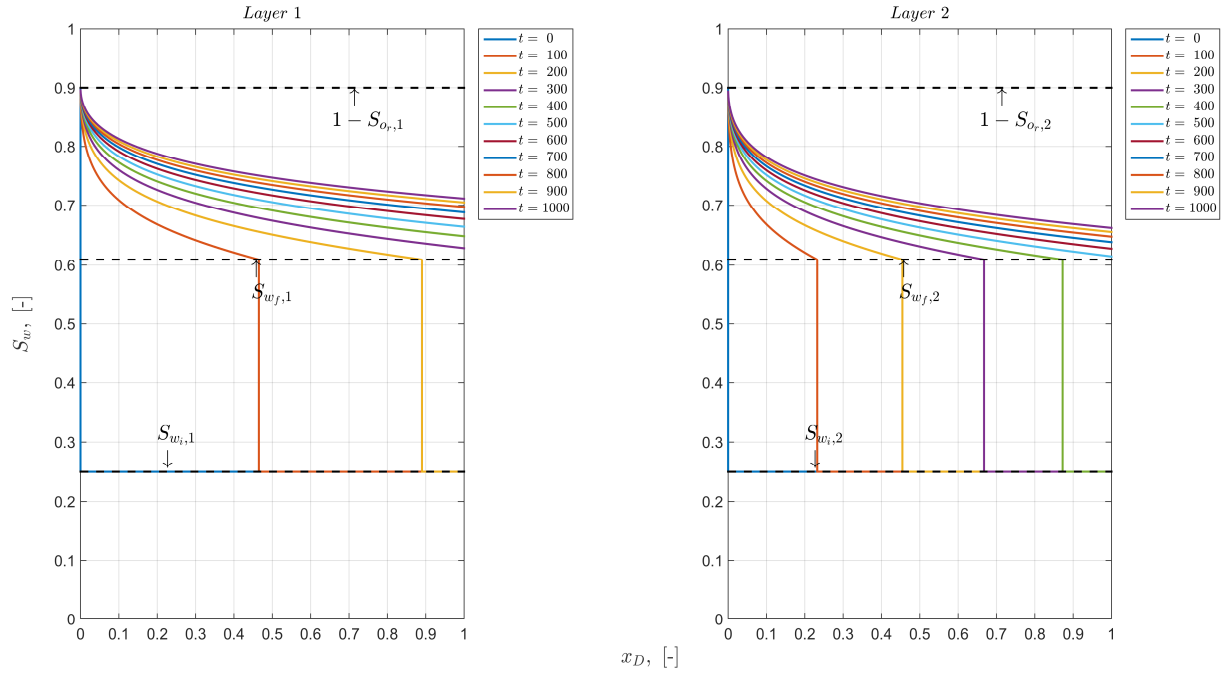 Layer 1
1
0.9
0.8
0.7
0.6
0.5
0.4
0.3
0.2
0.1
0
0 0.1 0.2 0.3 0.4 0.5 0.6 0.7 0.8 0.9 1
S_w, [-]
1 − S_{o_r,1}
S_{w_f,1}
S_{w_i,1}
t = 0
t = 100
t = 200
t = 300
t = 400
t = 500
t = 600
t = 700
t = 800
t = 900
t = 1000
Layer 2
1
0.9
0.8
0.7
0.6
0.5
0.4
0.3
0.2
0.1
0
0 0.1 0.2 0.3 0.4 0.5 0.6 0.7 0.8 0.9 1
1 − S_{o_r,2}
S_{w_f,2}
S_{w_i,2}
t = 0
t = 100
t = 200
t = 300
t = 400
t = 500
t = 600
t = 700
t = 800
t = 900
t = 1000
x_D, [-]